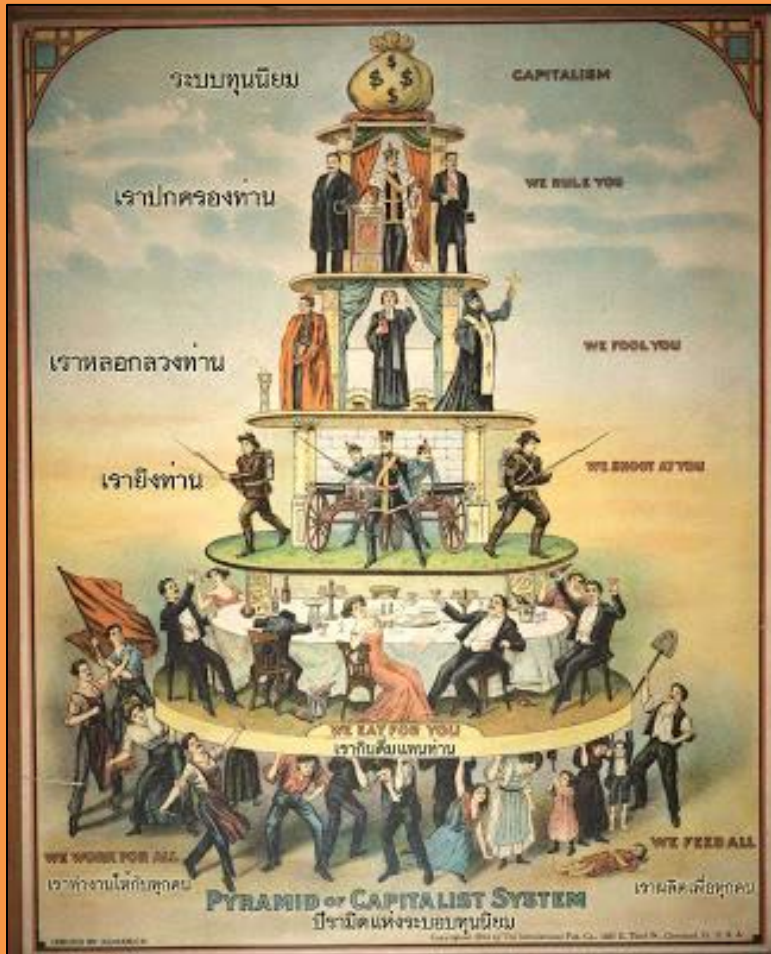 ระบบทุนนิยม
CAPITALISM
เราปกครองท่าน
WE RULE YOU
เราหลอกลวงท่าน
WE FOOL YOU
เรายิงท่าน
WE SHOOT AT YOU
WE EAT FOR YOU
เรากินดื่มแทนท่าน
WE WORK FOR ALL
WE FEED ALL
เราทำงานให้กับทุกคน
เราผลิตเพื่อทุกคน
PYRAMID OF CAPITALIST SYSTEM
ปิรามิดแห่งระบอบทุนนิยม